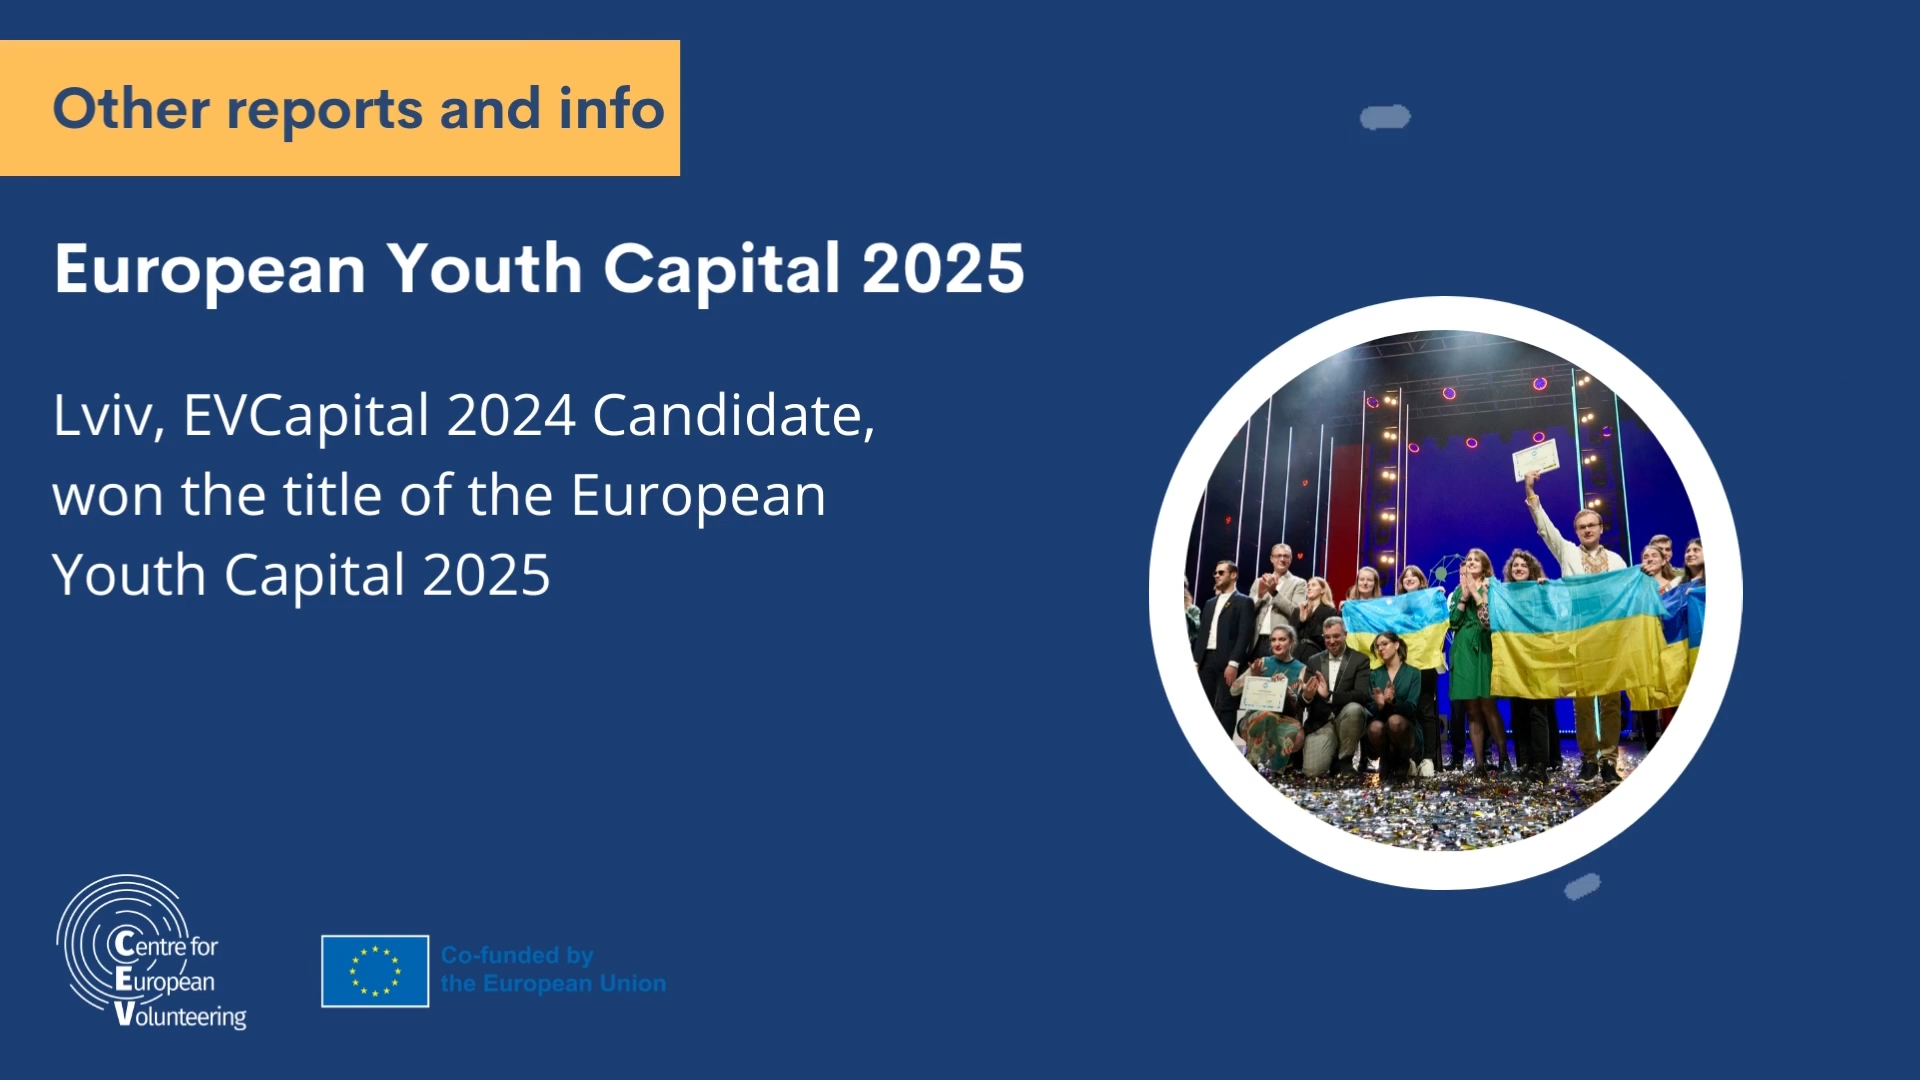 Other reports and info
European Youth Capital 2025
Lviv, EVCapital 2024 Candidate,
won the title of the European
Youth Capital 2025
Centre for
European
Volunteering
Co-funded by
the European Union